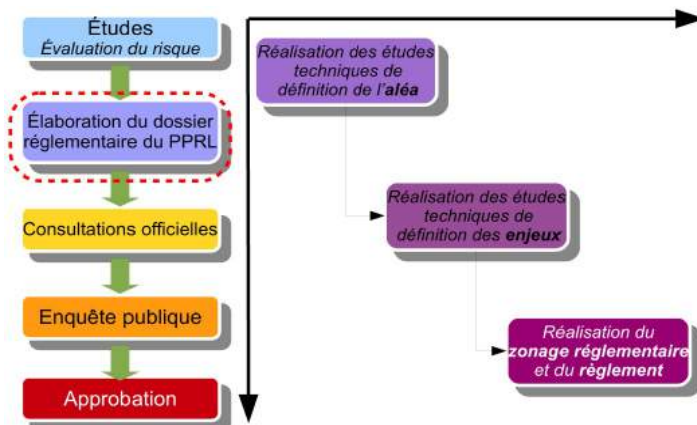 Études
Évaluation du risque
Élaboration du dossier
réglementaire du PPRL
Consultations officielles
Enquête publique
Approbation
Réalisation des études
techniques de
définition de l'aléa
Réalisation des études
techniques de
définition des enjeux
Réalisation du
zonage réglementaire
et du règlement